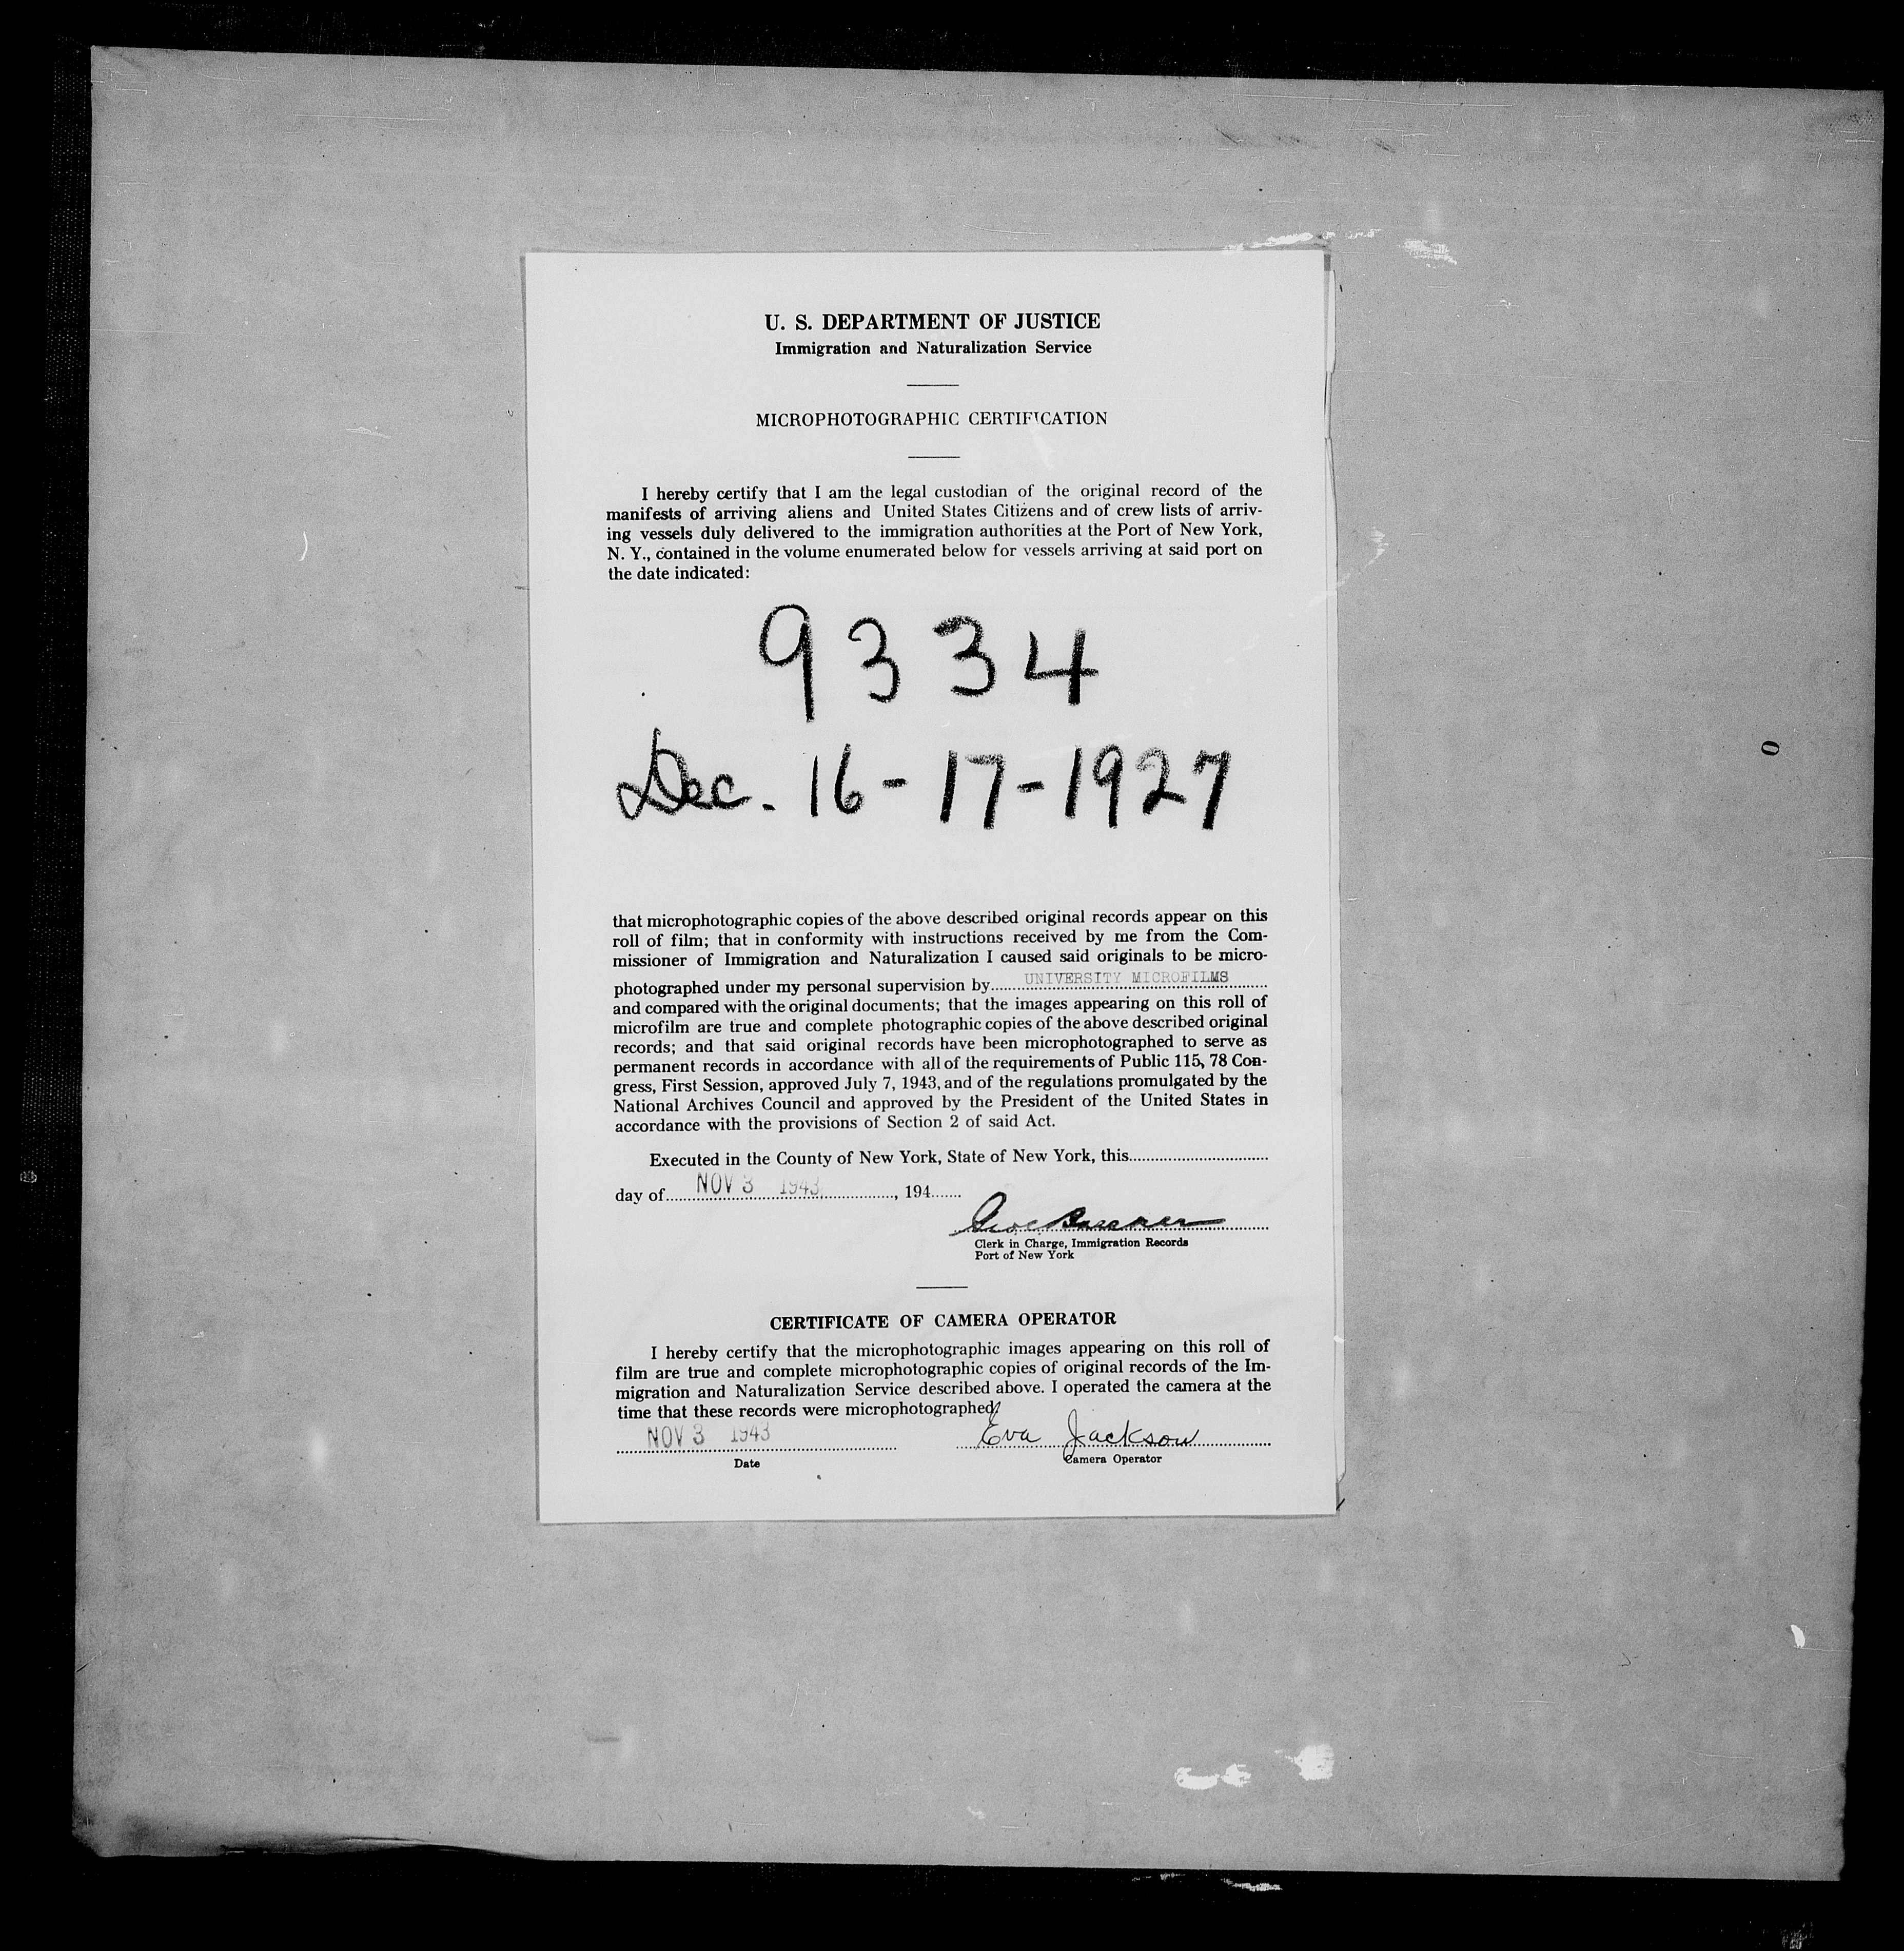 U. S. DEPARTMENT OF JUSTICE
Immigration and Naturalization Service
MICROPHOTOGRAPHIC CERTIFICATION
I hereby certify that I am the legal custodian of the original record of the
manifests of arriving aliens and United States Citizens and of crew lists of arriv-
ing vessels duly delivered to the immigration authorities at the Port of New York,
N. Y., contained in the volume enumerated below for vessels arriving at said port on
the date indicated:
9334
Dec. 16-17-1927
0
that microphotographic copies of the above described original records appear on this
roll of film; that in conformity with instructions received by me from the Com-
missioner of Immigration and Naturalization I caused said originals to be micro-
photographed under my personal supervision by UNIVERSITY MICROFILMS
and compared with the original documents; that the images appearing on this roll of
microfilm are true and complete photographic copies of the above described original
records; and that said original records have been microphotographed to serve as
permanent records in accordance with all of the requirements of Public 115, 78 Con-
gress, First Session, approved July 7, 1943, and of the regulations promulgated by the
National Archives Council and approved by the President of the United States in
accordance with the provisions of Section 2 of said Act.
Executed in the County of New York, State of New York, this
day of NOV 3 1943, 194
Clerk in Charge, Immigration Records
Port of New York
CERTIFICATE OF CAMERA OPERATOR
I hereby certify that the microphotographic images appearing on this roll of
film are true and complete microphotographic copies of original records of the Im-
migration and Naturalization Service described above. I operated the camera at the
time that these records were microphotographed.
NOV 3 1943 Eva Jackson
Date Camera Operator